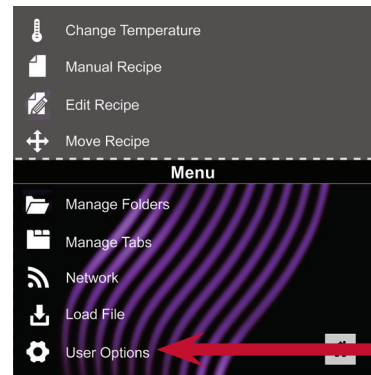 Change Temperature
Manual Recipe
Edit Recipe
Move Recipe
Menu
Manage Folders
Manage Tabs
Network
Load File
User Options